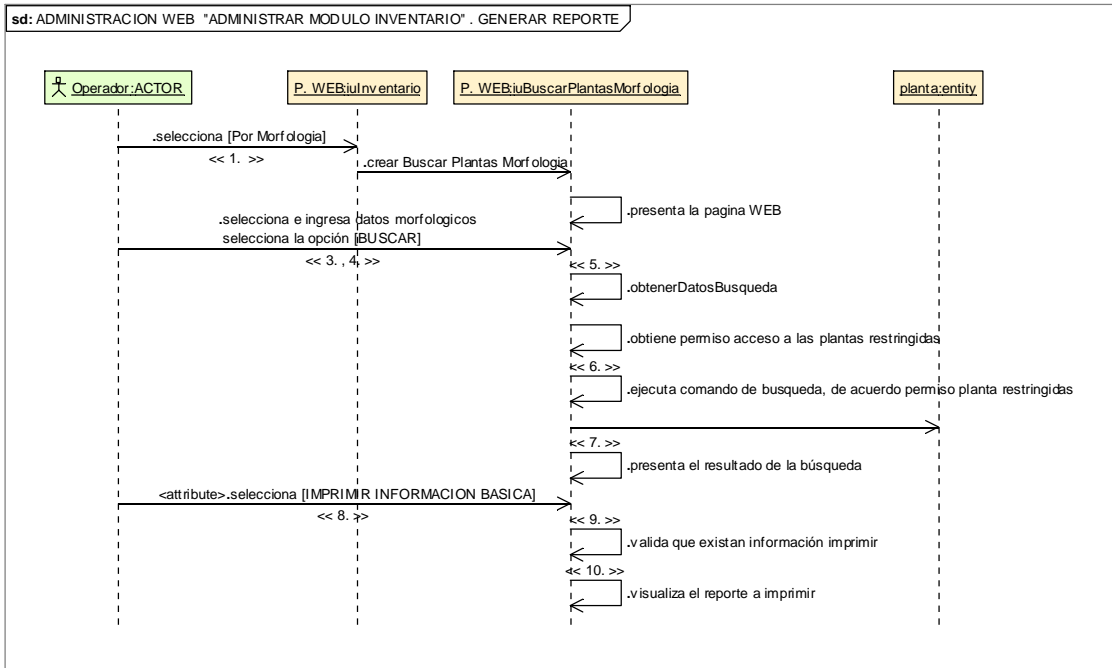 sd: ADMINISTRACION WEB "ADMINISTRAR MODULO INVENTARIO" . GENERAR REPORTE
Operador:ACTOR
P. WEB:iuInventario
P. WEB:iuBuscarPlantasMorfologia
planta:entity
.selecciona [Por Morfologia]
<< 1. >>
.crear Buscar Plantas Morfologia
.presenta la pagina WEB
.selecciona e ingresa datos morfologicos
selecciona la opción [BUSCAR]
<< 3. , 4. >>
<< 5. >>
.obtenerDatosBusqueda
.obtiene permiso acceso a las plantas restringidas
<< 6. >>
.ejecuta comando de busqueda, de acuerdo permiso planta restringidas
<< 7. >>
.presenta el resultado de la búsqueda
<attribute>.selecciona [IMPRIMIR INFORMACION BASICA]
<< 8. >>
<< 9. >>
.valida que existan información imprimir
<< 10. >>
.visualiza el reporte a imprimir